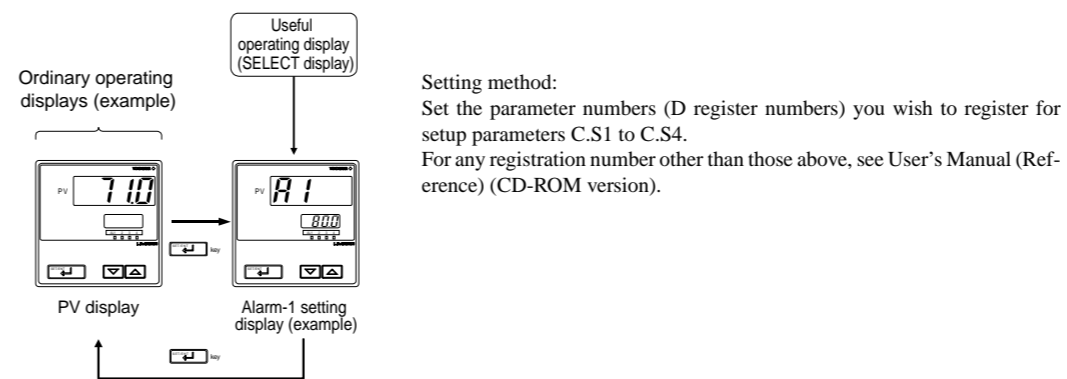 Useful
operating display
(SELECT display)
Ordinary operating
displays (example)
Setting method:
Set the parameter numbers (D register numbers) you wish to register for
setup parameters C.S1 to C.S4.
For any registration number other than those above, see User's Manual (Ref-
erence) (CD-ROM version).
PV 71.0
PV A1
80.0
key
PV display
Alarm-1 setting
display (example)
key